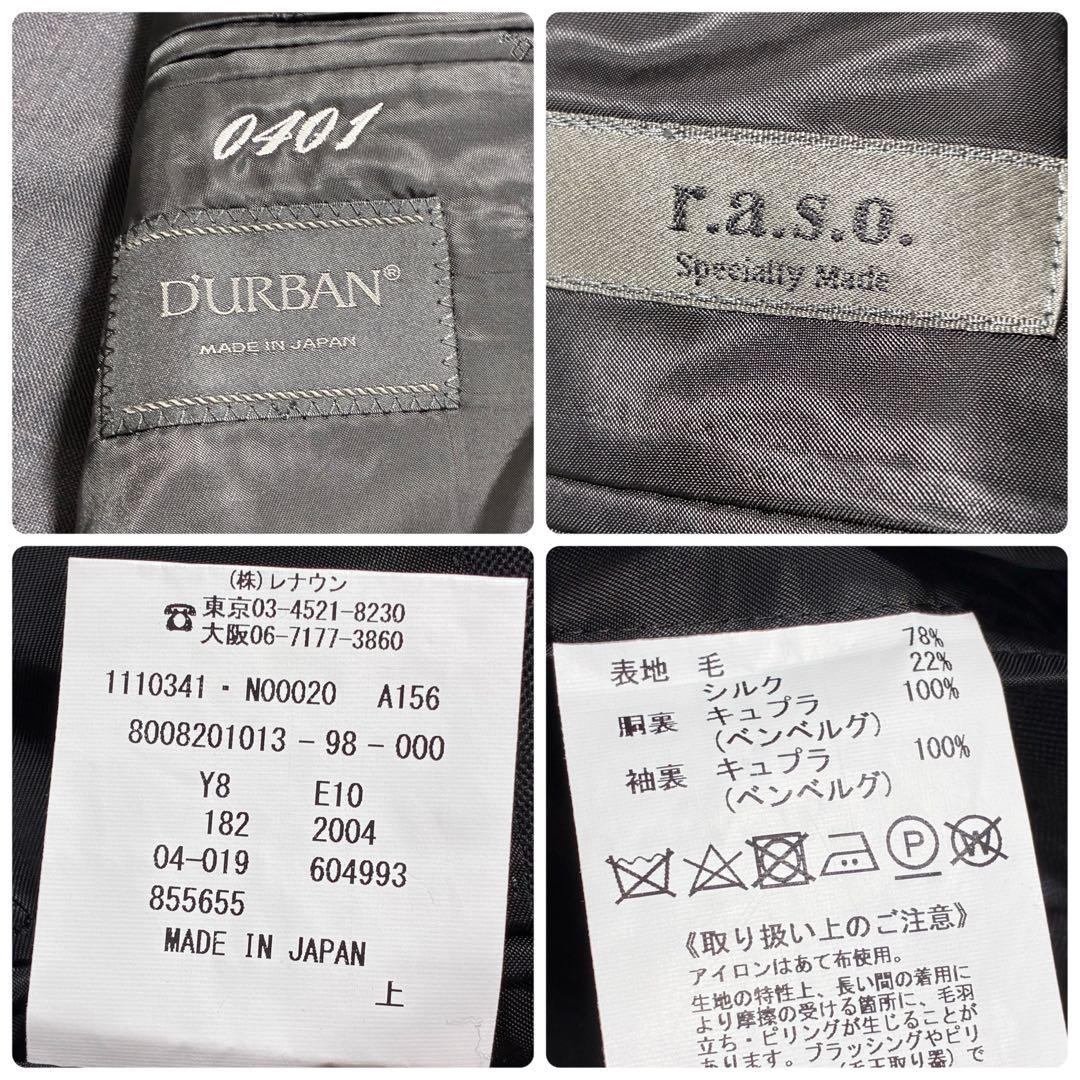 0401
D'URBAN®
MADE IN JAPAN
r.a.s.o.
Specially Made
(株)レナウン
☎ 東京03-4521-8230
大阪06-7177-3860
1110341・N00020 A156
8008201013-98-000
Y8 E10
182 2004
04-019 604993
855655
MADE IN JAPAN
上
表地 毛 78%
シルク 22%
胴裏 キュプラ 100%
(ベンベルグ)
袖裏 キュプラ 100%
(ベンベルグ)
P W
《取り扱い上のご注意》
アイロンはあて布使用。
生地の特性上、長い間の着用に
より摩擦の受ける箇所に、毛羽
立ち・ピリングが生じることが
あります。ブラッシングやピリ